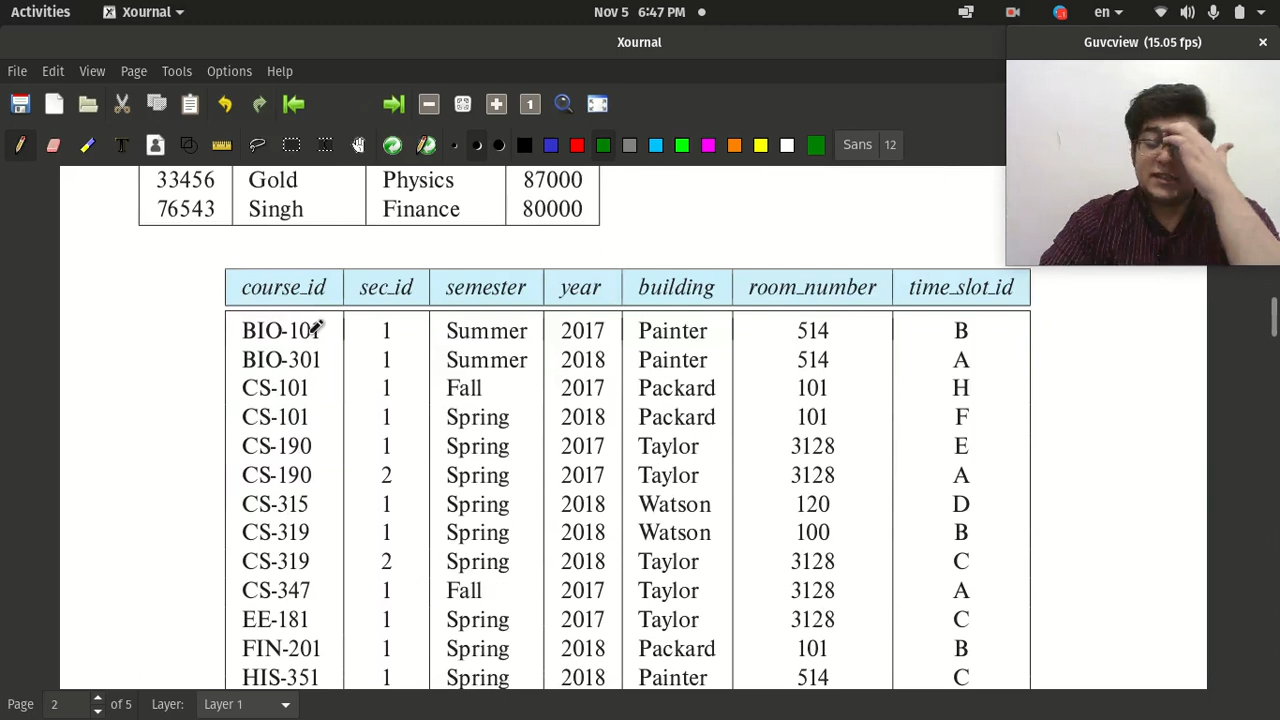 Activities Xournal Nov 5 6:47 PM en
Xournal Guvcview (15.05 fps)
File Edit View Page Tools Options Help
Sans 12
33456 Gold Physics 87000
76543 Singh Finance 80000
course_id sec_id semester year building room_number time_slot_id
BIO-101 1 Summer 2017 Painter 514 B
BIO-301 1 Summer 2018 Painter 514 A
CS-101 1 Fall 2017 Packard 101 H
CS-101 1 Spring 2018 Packard 101 F
CS-190 1 Spring 2017 Taylor 3128 E
CS-190 2 Spring 2017 Taylor 3128 A
CS-315 1 Spring 2018 Watson 120 D
CS-319 1 Spring 2018 Watson 100 B
CS-319 2 Spring 2018 Taylor 3128 C
CS-347 1 Fall 2017 Taylor 3128 A
EE-181 1 Spring 2017 Taylor 3128 C
FIN-201 1 Spring 2018 Packard 101 B
HIS-351 1 Spring 2018 Painter 514 C
Page 2 of 5 Layer: Layer 1